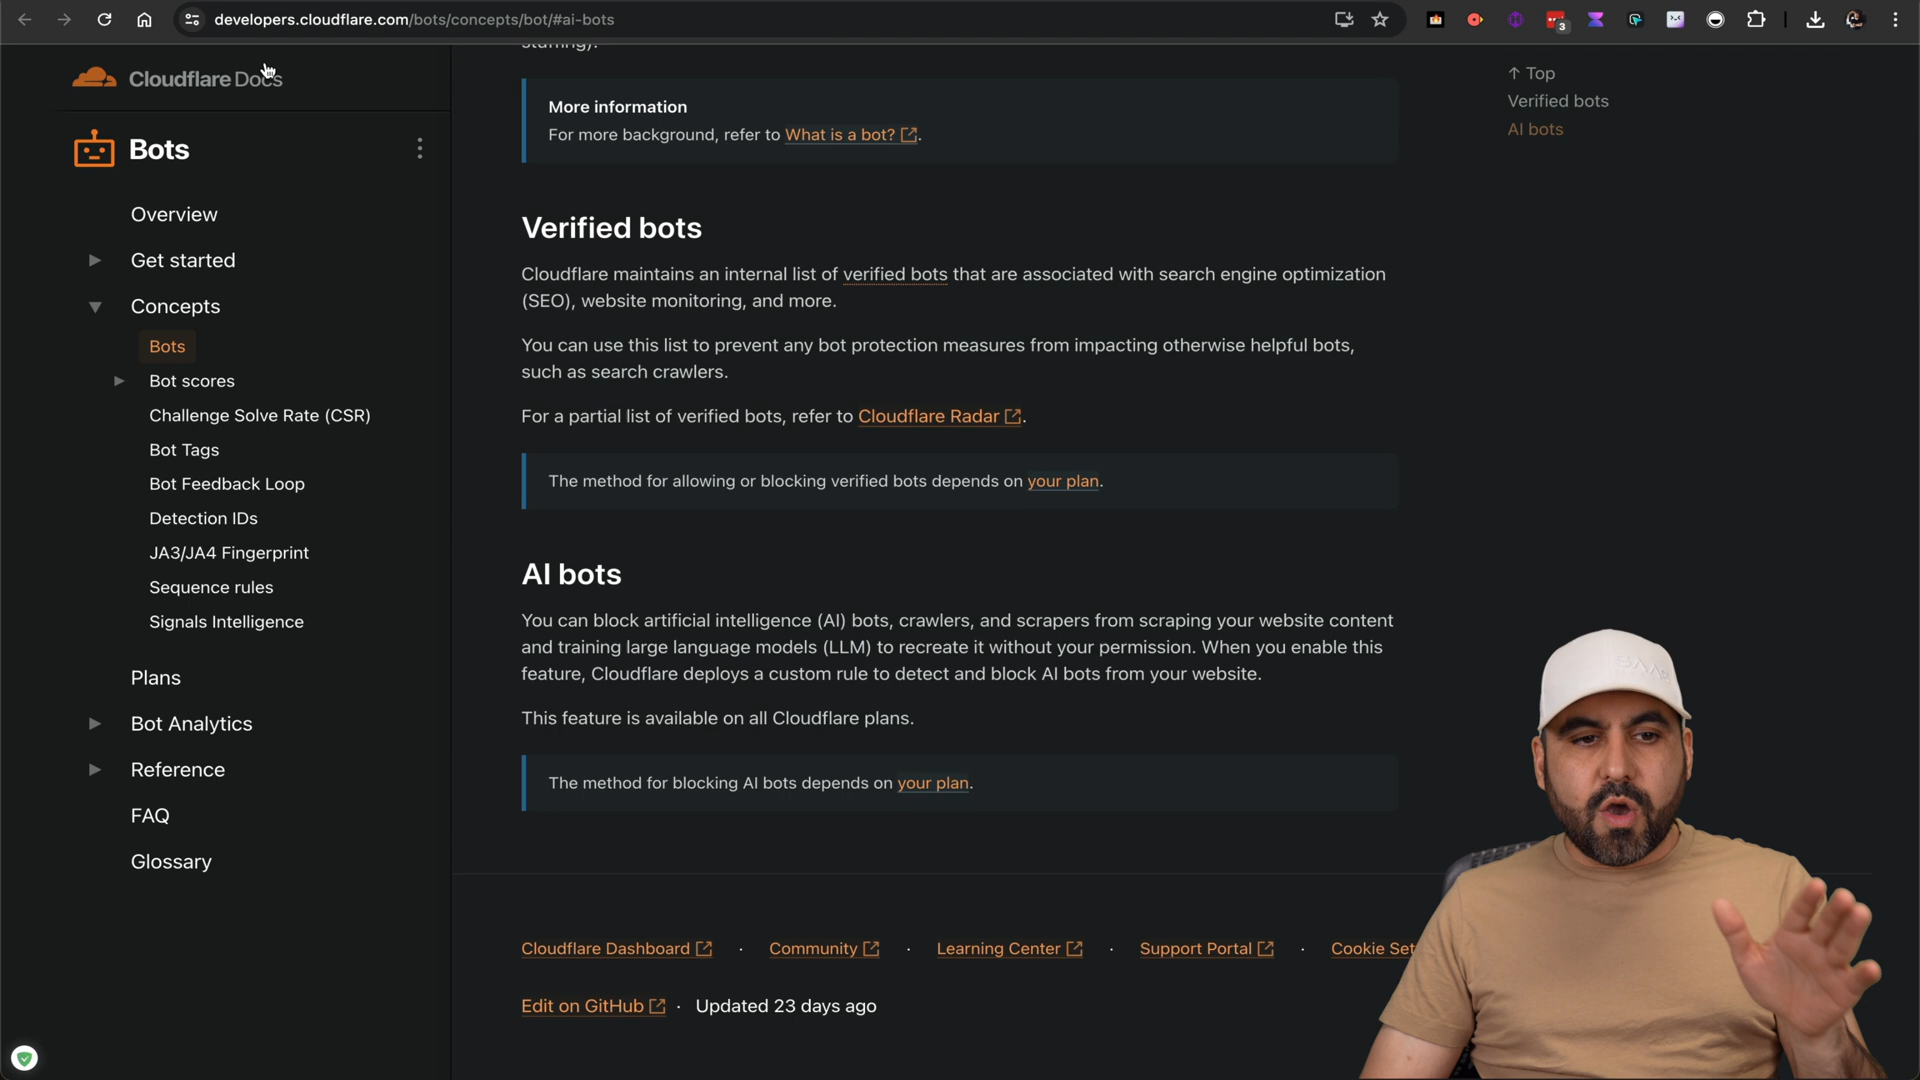 developers.cloudflare.com/bots/concepts/bot/#ai-bots
3
Cloudflare Docs
Bots
Overview
Get started
Concepts
Bots
Bot scores
Challenge Solve Rate (CSR)
Bot Tags
Bot Feedback Loop
Detection IDs
JA3/JA4 Fingerprint
Sequence rules
Signals Intelligence
Plans
Bot Analytics
Reference
FAQ
Glossary
stuffing).
More information
For more background, refer to What is a bot? .
Verified bots
Cloudflare maintains an internal list of verified bots that are associated with search engine optimization
(SEO), website monitoring, and more.
You can use this list to prevent any bot protection measures from impacting otherwise helpful bots,
such as search crawlers.
For a partial list of verified bots, refer to Cloudflare Radar .
The method for allowing or blocking verified bots depends on your plan.
AI bots
You can block artificial intelligence (AI) bots, crawlers, and scrapers from scraping your website content
and training large language models (LLM) to recreate it without your permission. When you enable this
feature, Cloudflare deploys a custom rule to detect and block AI bots from your website.
This feature is available on all Cloudflare plans.
The method for blocking AI bots depends on your plan.
Cloudflare Dashboard · Community · Learning Center · Support Portal · Cookie Set
Edit on GitHub · Updated 23 days ago
↑ Top
Verified bots
AI bots